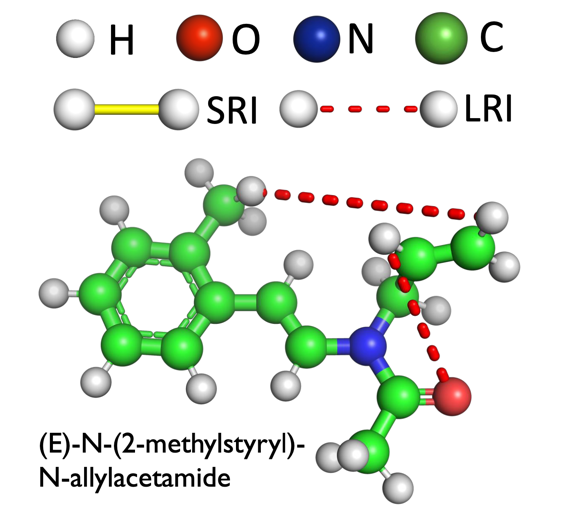 H O N C
SRI LRI
(E)-N-(2-methylstyryl)-
N-allylacetamide